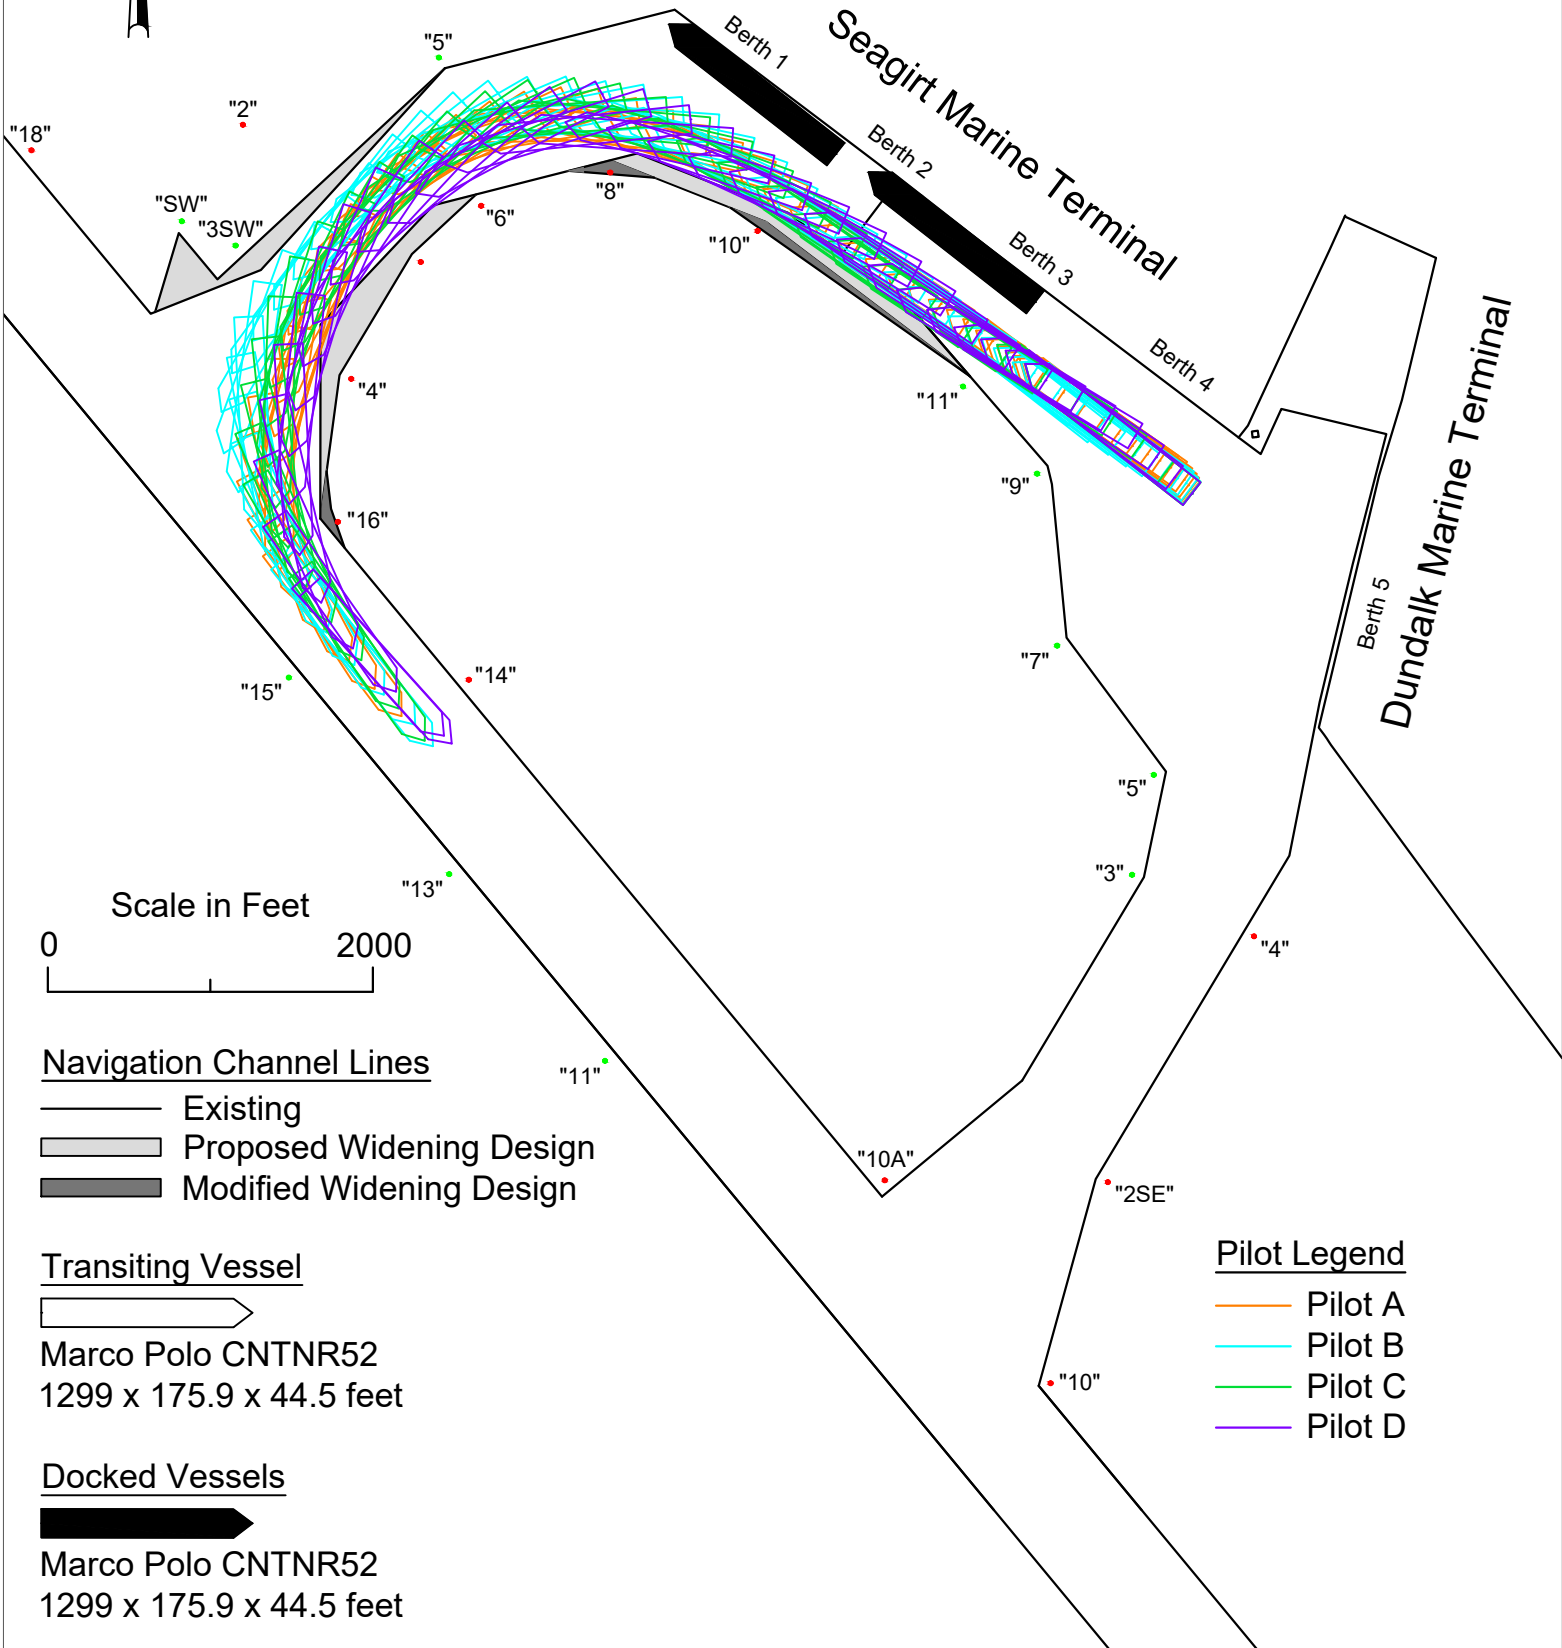 "5"
Berth 1
Seagirt Marine Terminal
"2"
"18"
Berth 2
"SW"
"3SW"
"8"
"6"
"10"
Berth 3
Berth 4
"4"
"11"
"9"
"16"
Berth 5
Dundalk Marine Terminal
"7"
"14"
"15"
"5"
"3"
"13"
"4"
Scale in Feet
0 2000
"11"
"10A"
"2SE"
"10"
Navigation Channel Lines
Existing
Proposed Widening Design
Modified Widening Design
Transiting Vessel
Marco Polo CNTNR52
1299 x 175.9 x 44.5 feet
Docked Vessels
Marco Polo CNTNR52
1299 x 175.9 x 44.5 feet
Pilot Legend
Pilot A
Pilot B
Pilot C
Pilot D